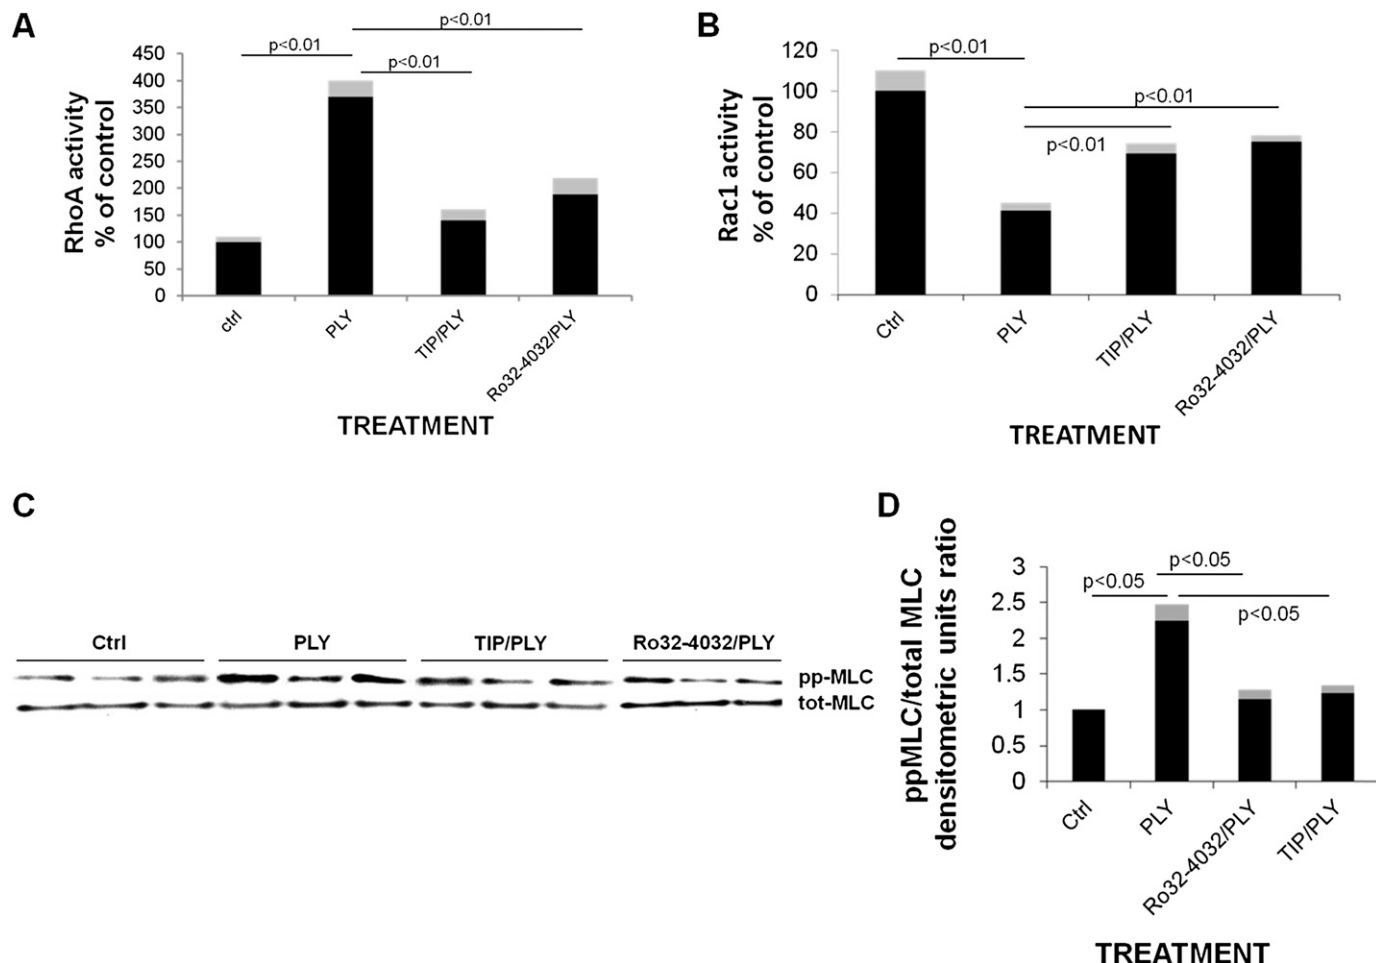 A
RhoA activity
% of control
450
400
350
300
250
200
150
100
50
0
p<0.01
p<0.01
p<0.01
ctrl
PLY
TIP/PLY
Ro32-4032/PLY
TREATMENT
B
Rac1 activity
% of control
120
100
80
60
40
20
0
p<0.01
p<0.01
p<0.01
Ctrl
PLY
TIP/PLY
Ro32-4032/PLY
TREATMENT
C
Ctrl
PLY
TIP/PLY
Ro32-4032/PLY
pp-MLC
tot-MLC
D
ppMLC/total MLC
densitometric units ratio
3
2.5
2
1.5
1
0.5
0
p<0.05
p<0.05
p<0.05
Ctrl
PLY
Ro32-4032/PLY
TIP/PLY
TREATMENT